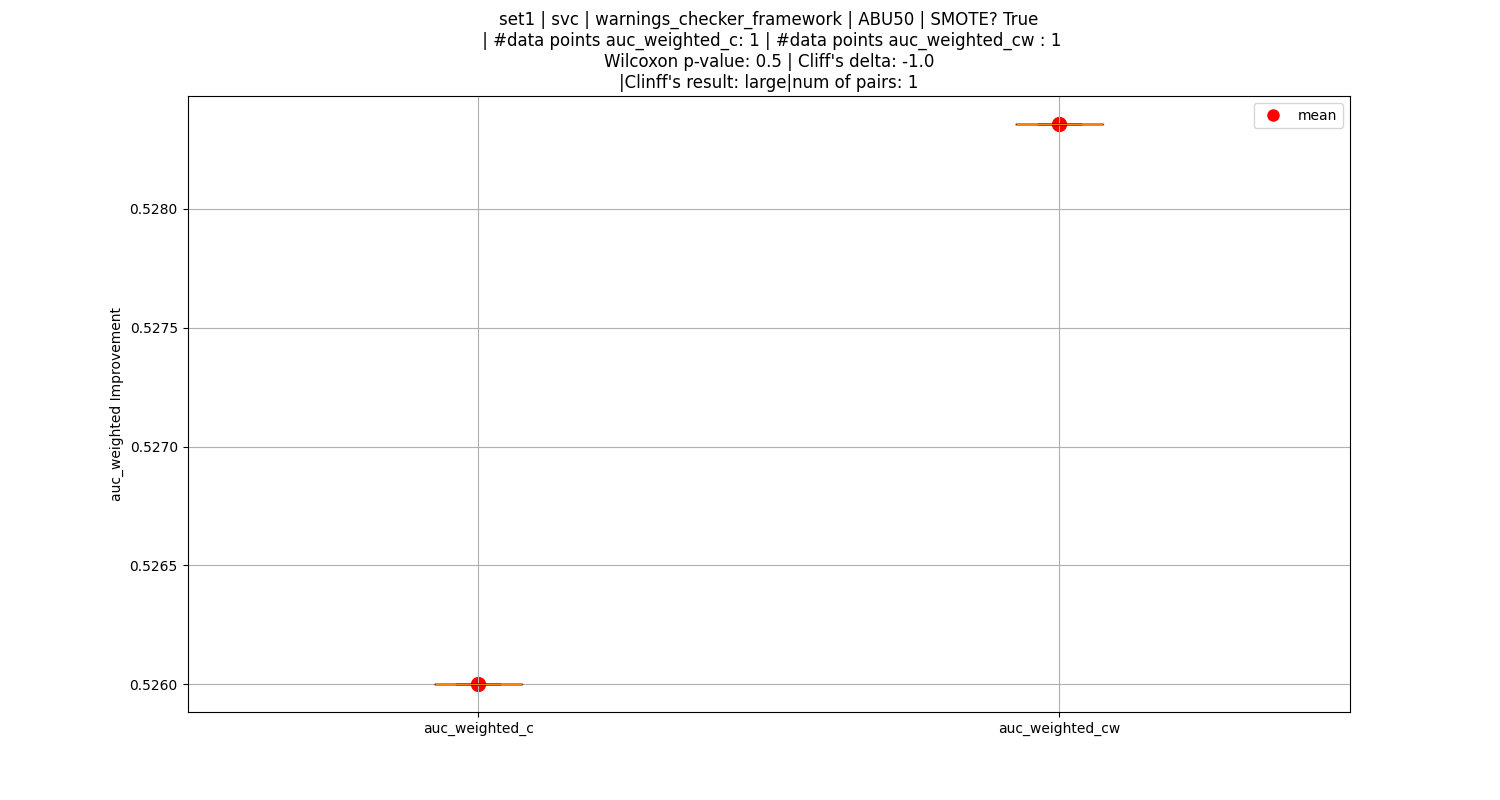 set1 | svc | warnings_checker_framework | ABU50 | SMOTE? True
| #data points auc_weighted_c: 1 | #data points auc_weighted_cw : 1
Wilcoxon p-value: 0.5 | Cliff's delta: -1.0
|Clinff's result: large|num of pairs: 1
mean
auc_weighted Improvement
0.5280
0.5275
0.5270
0.5265
0.5260
auc_weighted_c
auc_weighted_cw